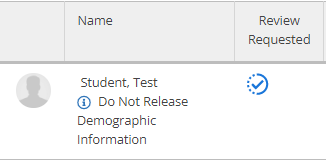 Name
Review
Requested
Student, Test
Do Not Release
Demographic
Information